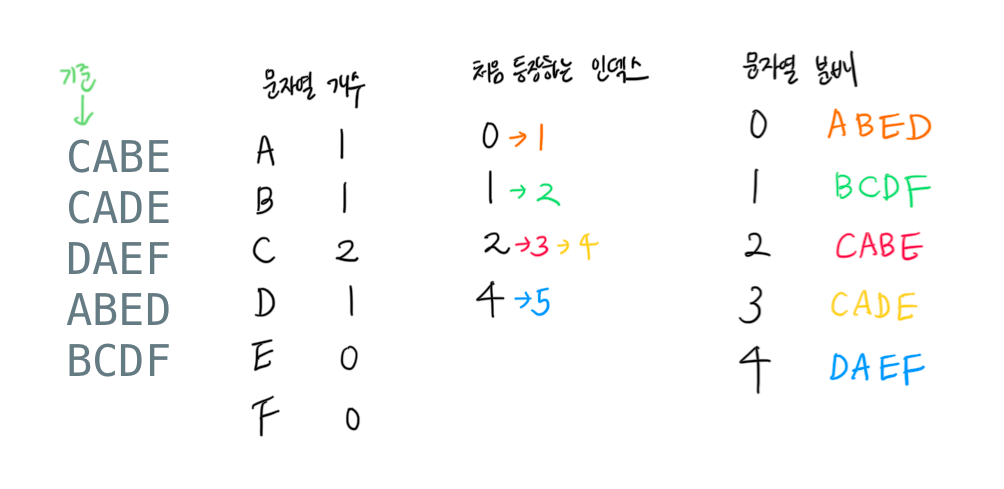 기준
↓
CABE
CADE
DAEF
ABED
BCDF
문자열 개수
A 1
B 1
C 2
D 1
E 0
F 0
처음 등장하는 인덱스
0 → 1
1 → 2
2 → 3 → 4
4 → 5
문자열 분배
0 ABED
1 BCDF
2 CABE
3 CADE
4 DAEF